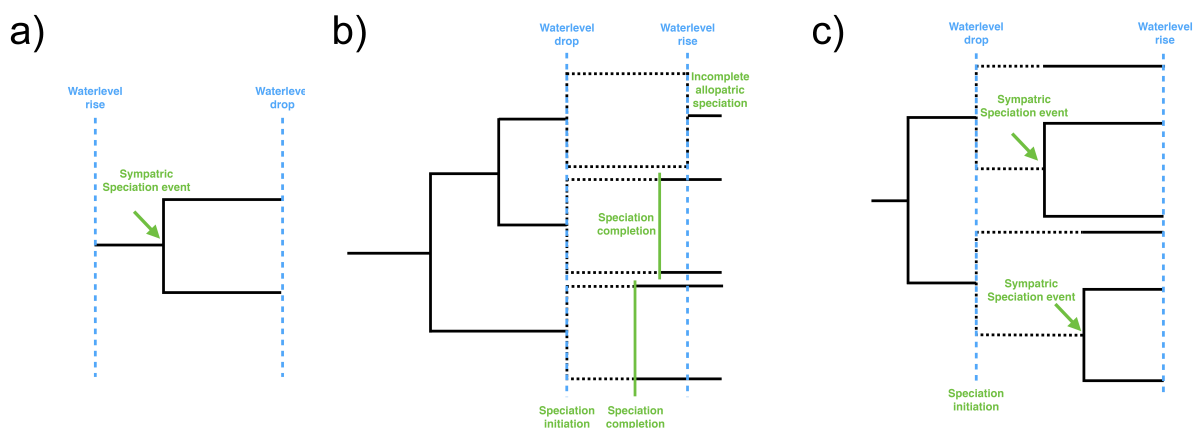 a)
Waterlevel
rise
Waterleve
drop
Sympatric
Speciation event
b)
Waterlevel
drop
Waterlevel
rise
Incomplete
allopatric
speciation
Speciation
completion
Speciation
initiation
Speciation
completion
c)
Waterlevel
drop
Waterlevel
rise
Sympatric
Speciation event
Sympatric
Speciation event
Speciation
initiation